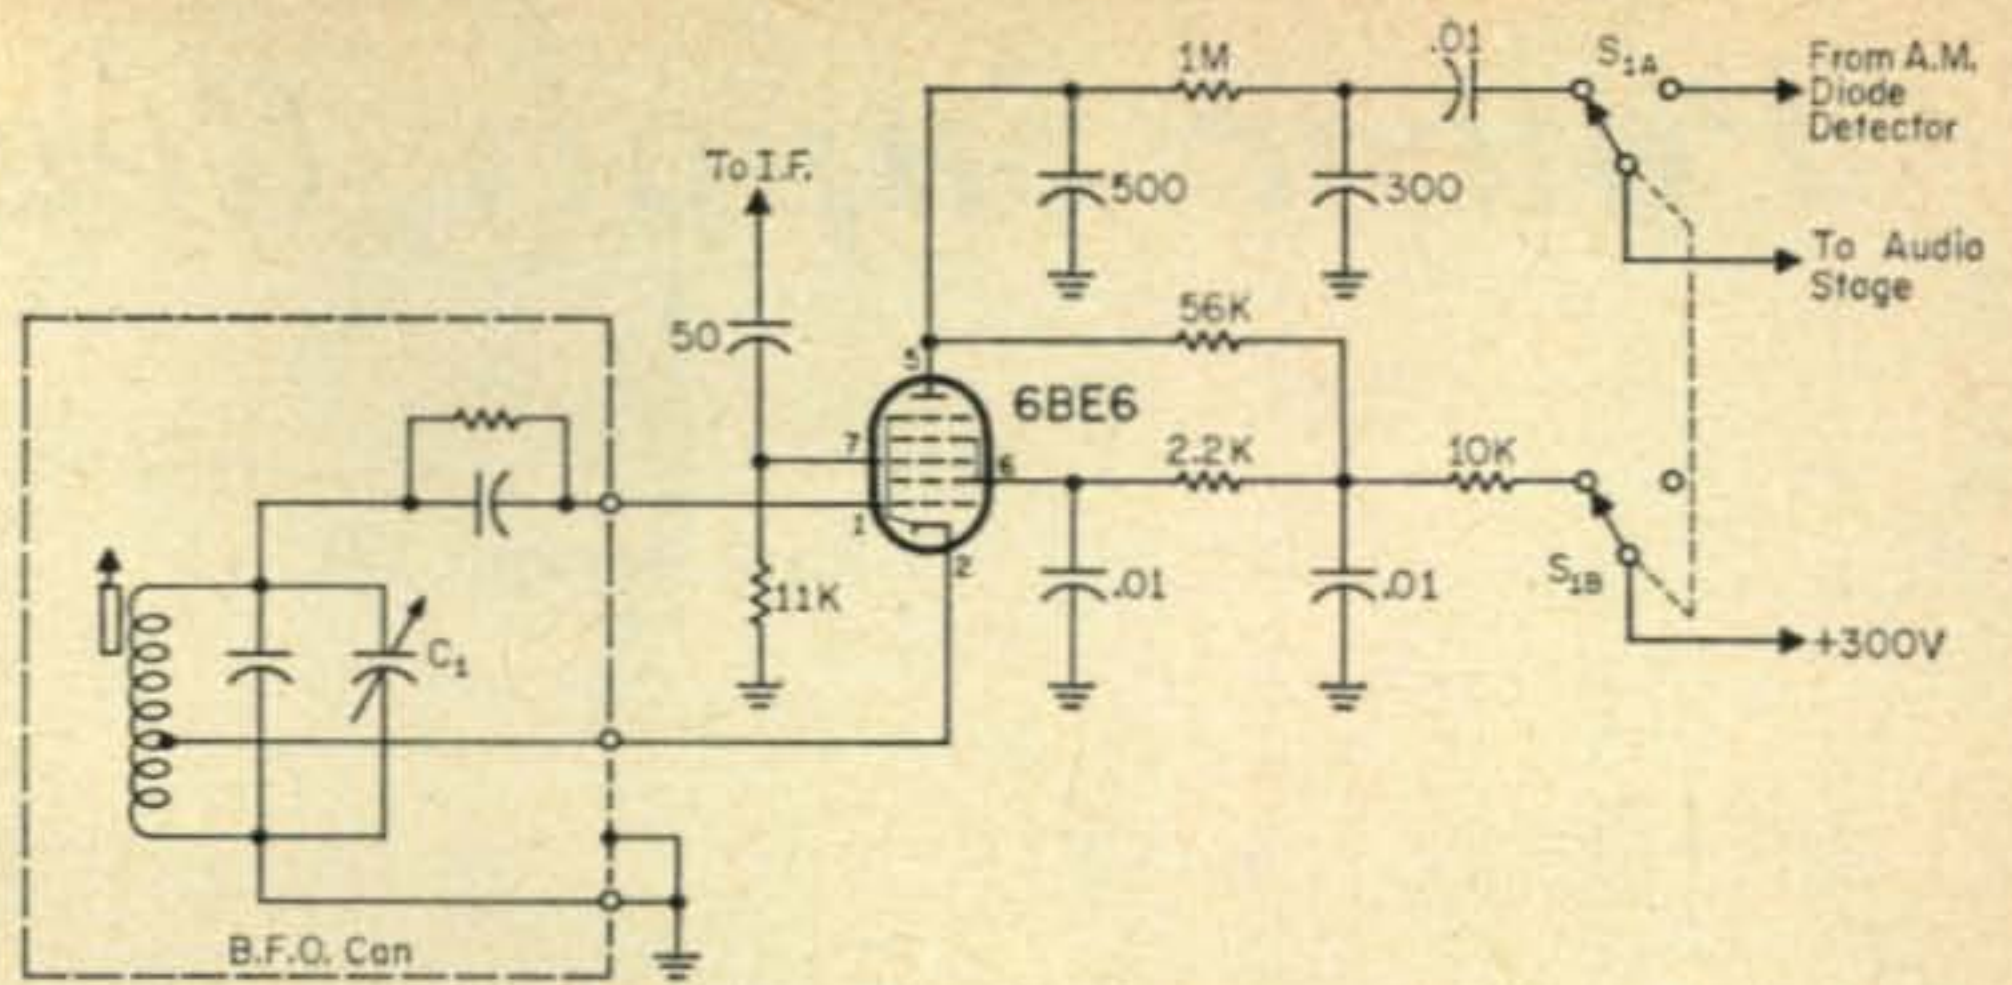 .01
1M
S1A
From A.M.
Diode
Detector
To I.F.
500
300
To Audio
Stage
56K
50
5
6BE6
7
6
2.2K
10K
1
2
S1B
11K
.01
.01
C1
+300V
B.F.O. Can